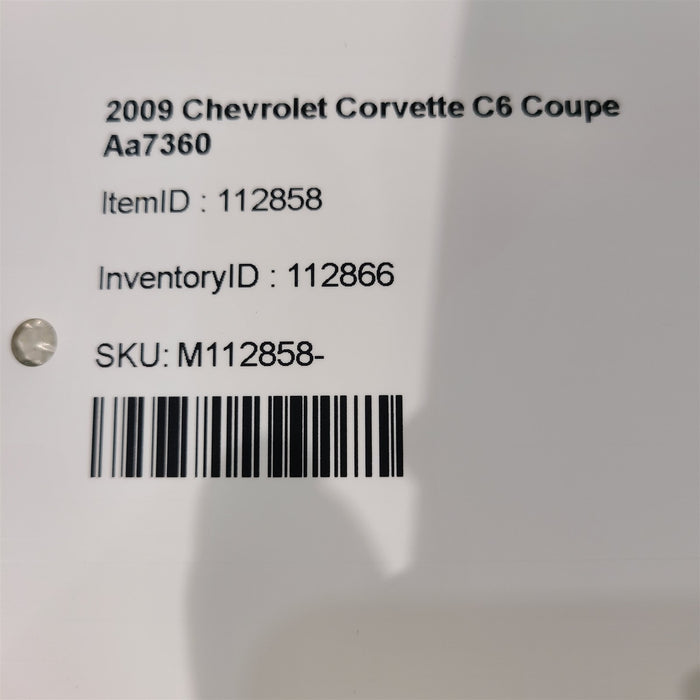 2009 Chevrolet Corvette C6 Coupe
Aa7360
ItemID : 112858
InventoryID : 112866
SKU: M112858-